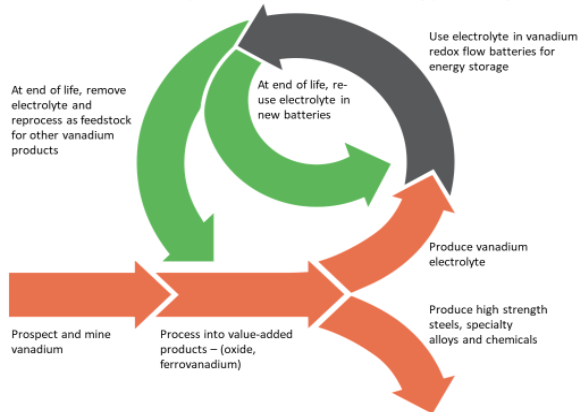 Use electrolyte in vanadium
redox flow batteries for
energy storage
At end of life, remove
electrolyte and
reprocess as feedstock
for other vanadium
products
At end of life, re-
use electrolyte in
new batteries
Produce vanadium
electrolyte
Prospect and mine
vanadium
Process into value-added
products – (oxide,
ferrovanadium)
Produce high strength
steels, specialty
alloys and chemicals